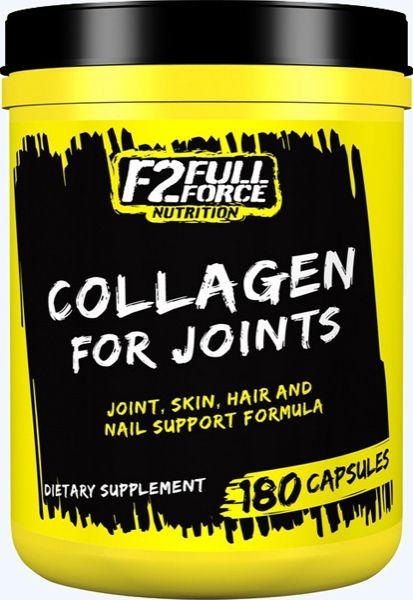 F2 FULL
FORCE
NUTRITION
COLLAGEN
FOR JOINTS
JOINT, SKIN, HAIR AND
NAIL SUPPORT FORMULA
DIETARY SUPPLEMENT
180 CAPSULES